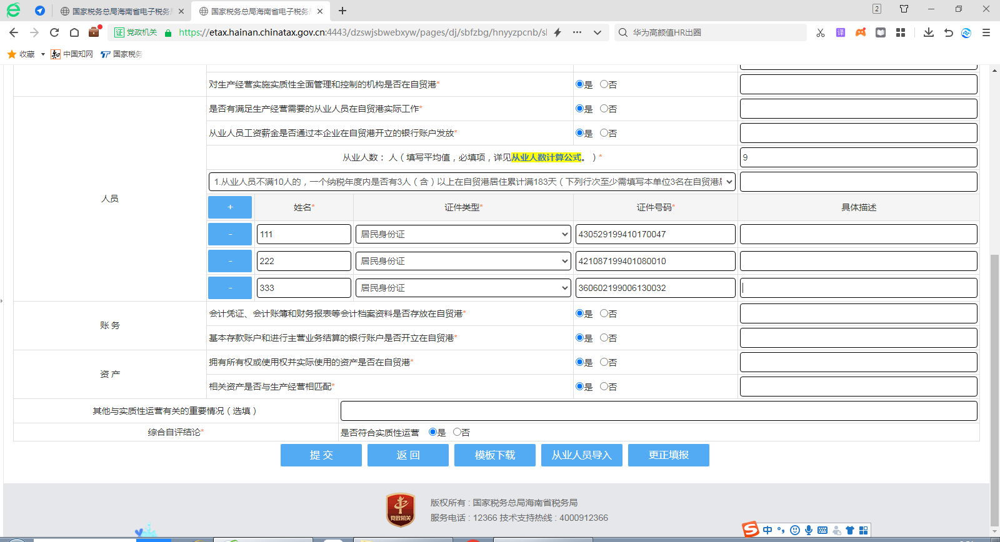 国家税务总局海南省电子税务局
国家税务总局海南省电子税务局
2
证 党政机关
https://etax.hainan.chinatax.gov.cn:4443/dzswjsbwebxyw/pages/dj/sbfzbg/hnyyzpcnb/sl
华为高颜值HR出圈
译
收藏
知 中国知网
国家税务
对生产经营实施实质性全面管理和控制的机构是否在自贸港* 是 否
人员
是否有满足生产经营需要的从业人员在自贸港实际工作* 是 否
从业人员工资薪金是否通过本企业在自贸港开立的银行账户发放* 是 否
从业人数： 人（填写平均值，必填项，详见从业人数计算公式。）* 9
1.从业人员不满10人的，一个纳税年度内是否有3人（含）以上在自贸港居住累计满183天（下列行次至少需填写本单位3名在自贸港居
+ 姓名* 证件类型* 证件号码* 具体描述
- 111 居民身份证 430529199410170047
- 222 居民身份证 421087199401080010
- 333 居民身份证 360602199006130032
账 务
会计凭证、会计账簿和财务报表等会计档案资料是否存放在自贸港* 是 否
基本存款账户和进行主营业务结算的银行账户是否开立在自贸港* 是 否
资 产
拥有所有权或使用权并实际使用的资产是否在自贸港* 是 否
相关资产是否与生产经营相匹配* 是 否
其他与实质性运营有关的重要情况（选填）
综合自评结论* 是否符合实质性运营 是 否
提 交 返 回 模板下载 从业人员导入 更正填报
党政机关
版权所有 : 国家税务总局海南省税务局
服务电话 : 12366 技术支持热线 : 4000912366
S 中